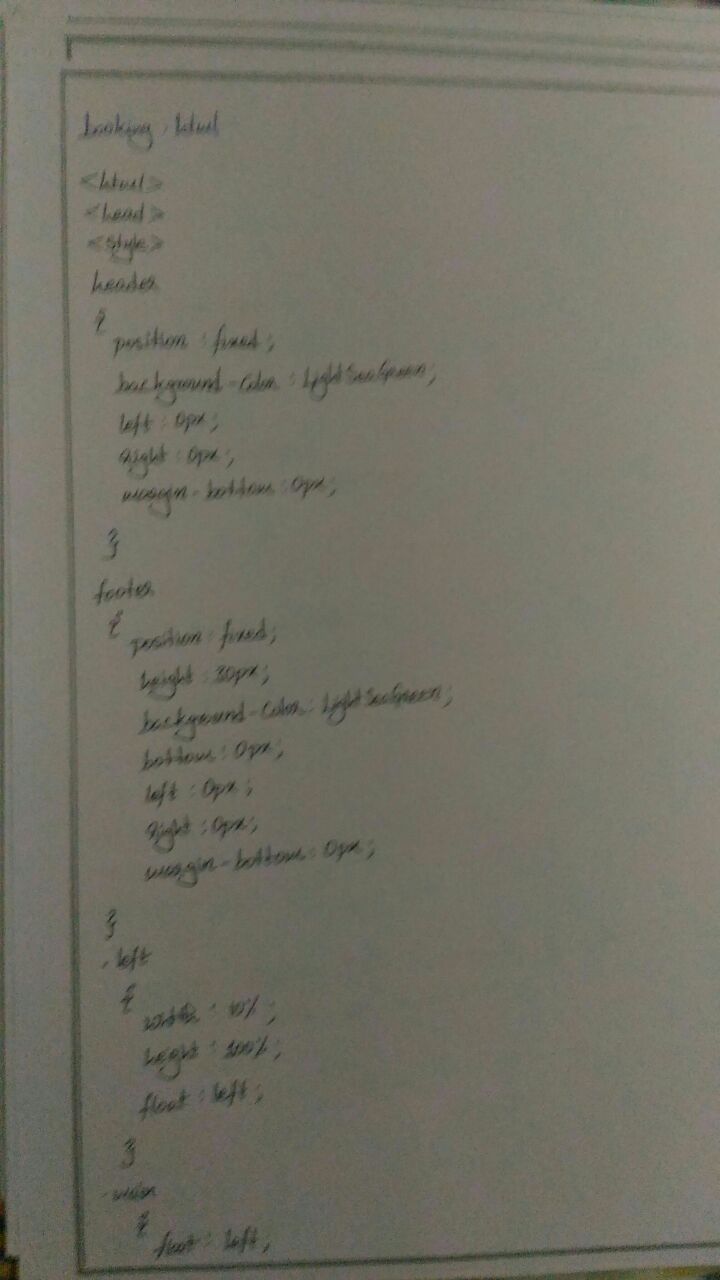 booking.html
<html>
<head>
<style>
header
{
position : fixed;
background-color : LightSeaGreen;
left : 0px;
right : 0px;
margin-bottom : 0px;
}
footer
{
position : fixed;
height : 30px;
background-color : LightSeaGreen;
bottom : 0px;
left : 0px;
right : 0px;
margin-bottom : 0px;
}
.left
{
width : 10%;
height : 100%;
float : left;
}
.main
{
float : left;